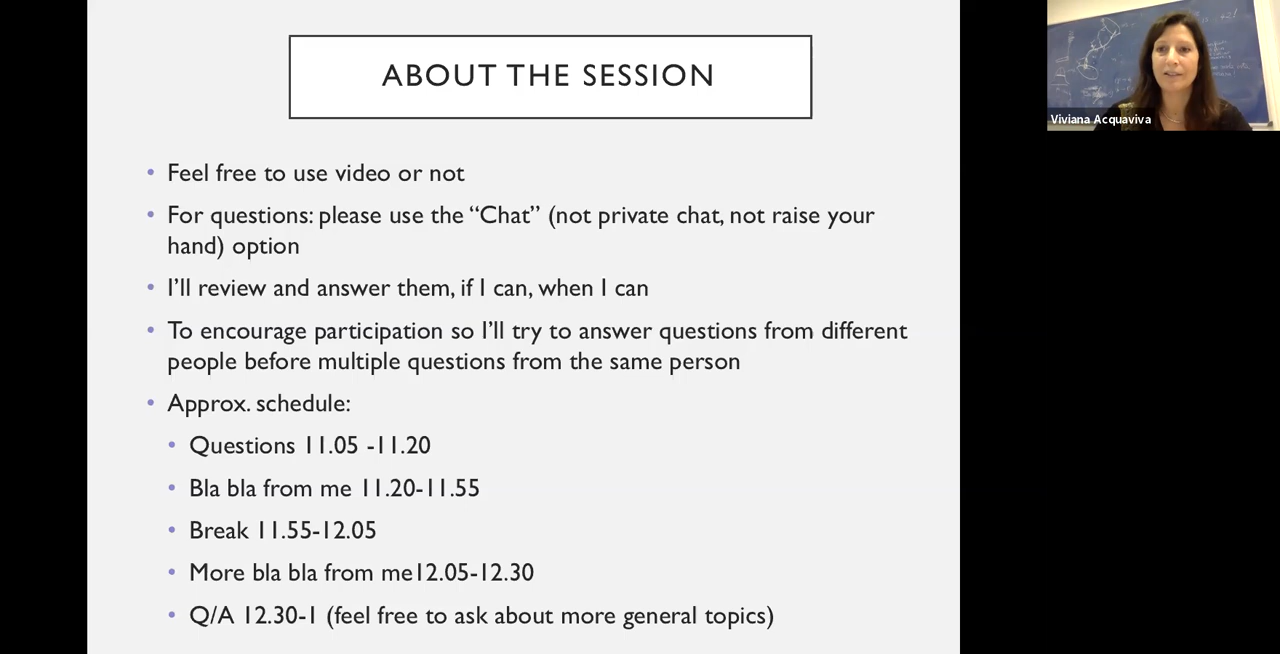 ABOUT THE SESSION
Viviana Acquaviva
• Feel free to use video or not
• For questions: please use the “Chat” (not private chat, not raise your
hand) option
• I’ll review and answer them, if I can, when I can
• To encourage participation so I’ll try to answer questions from different
people before multiple questions from the same person
• Approx. schedule:
• Questions 11.05 -11.20
• Bla bla from me 11.20-11.55
• Break 11.55-12.05
• More bla bla from me12.05-12.30
• Q/A 12.30-1 (feel free to ask about more general topics)